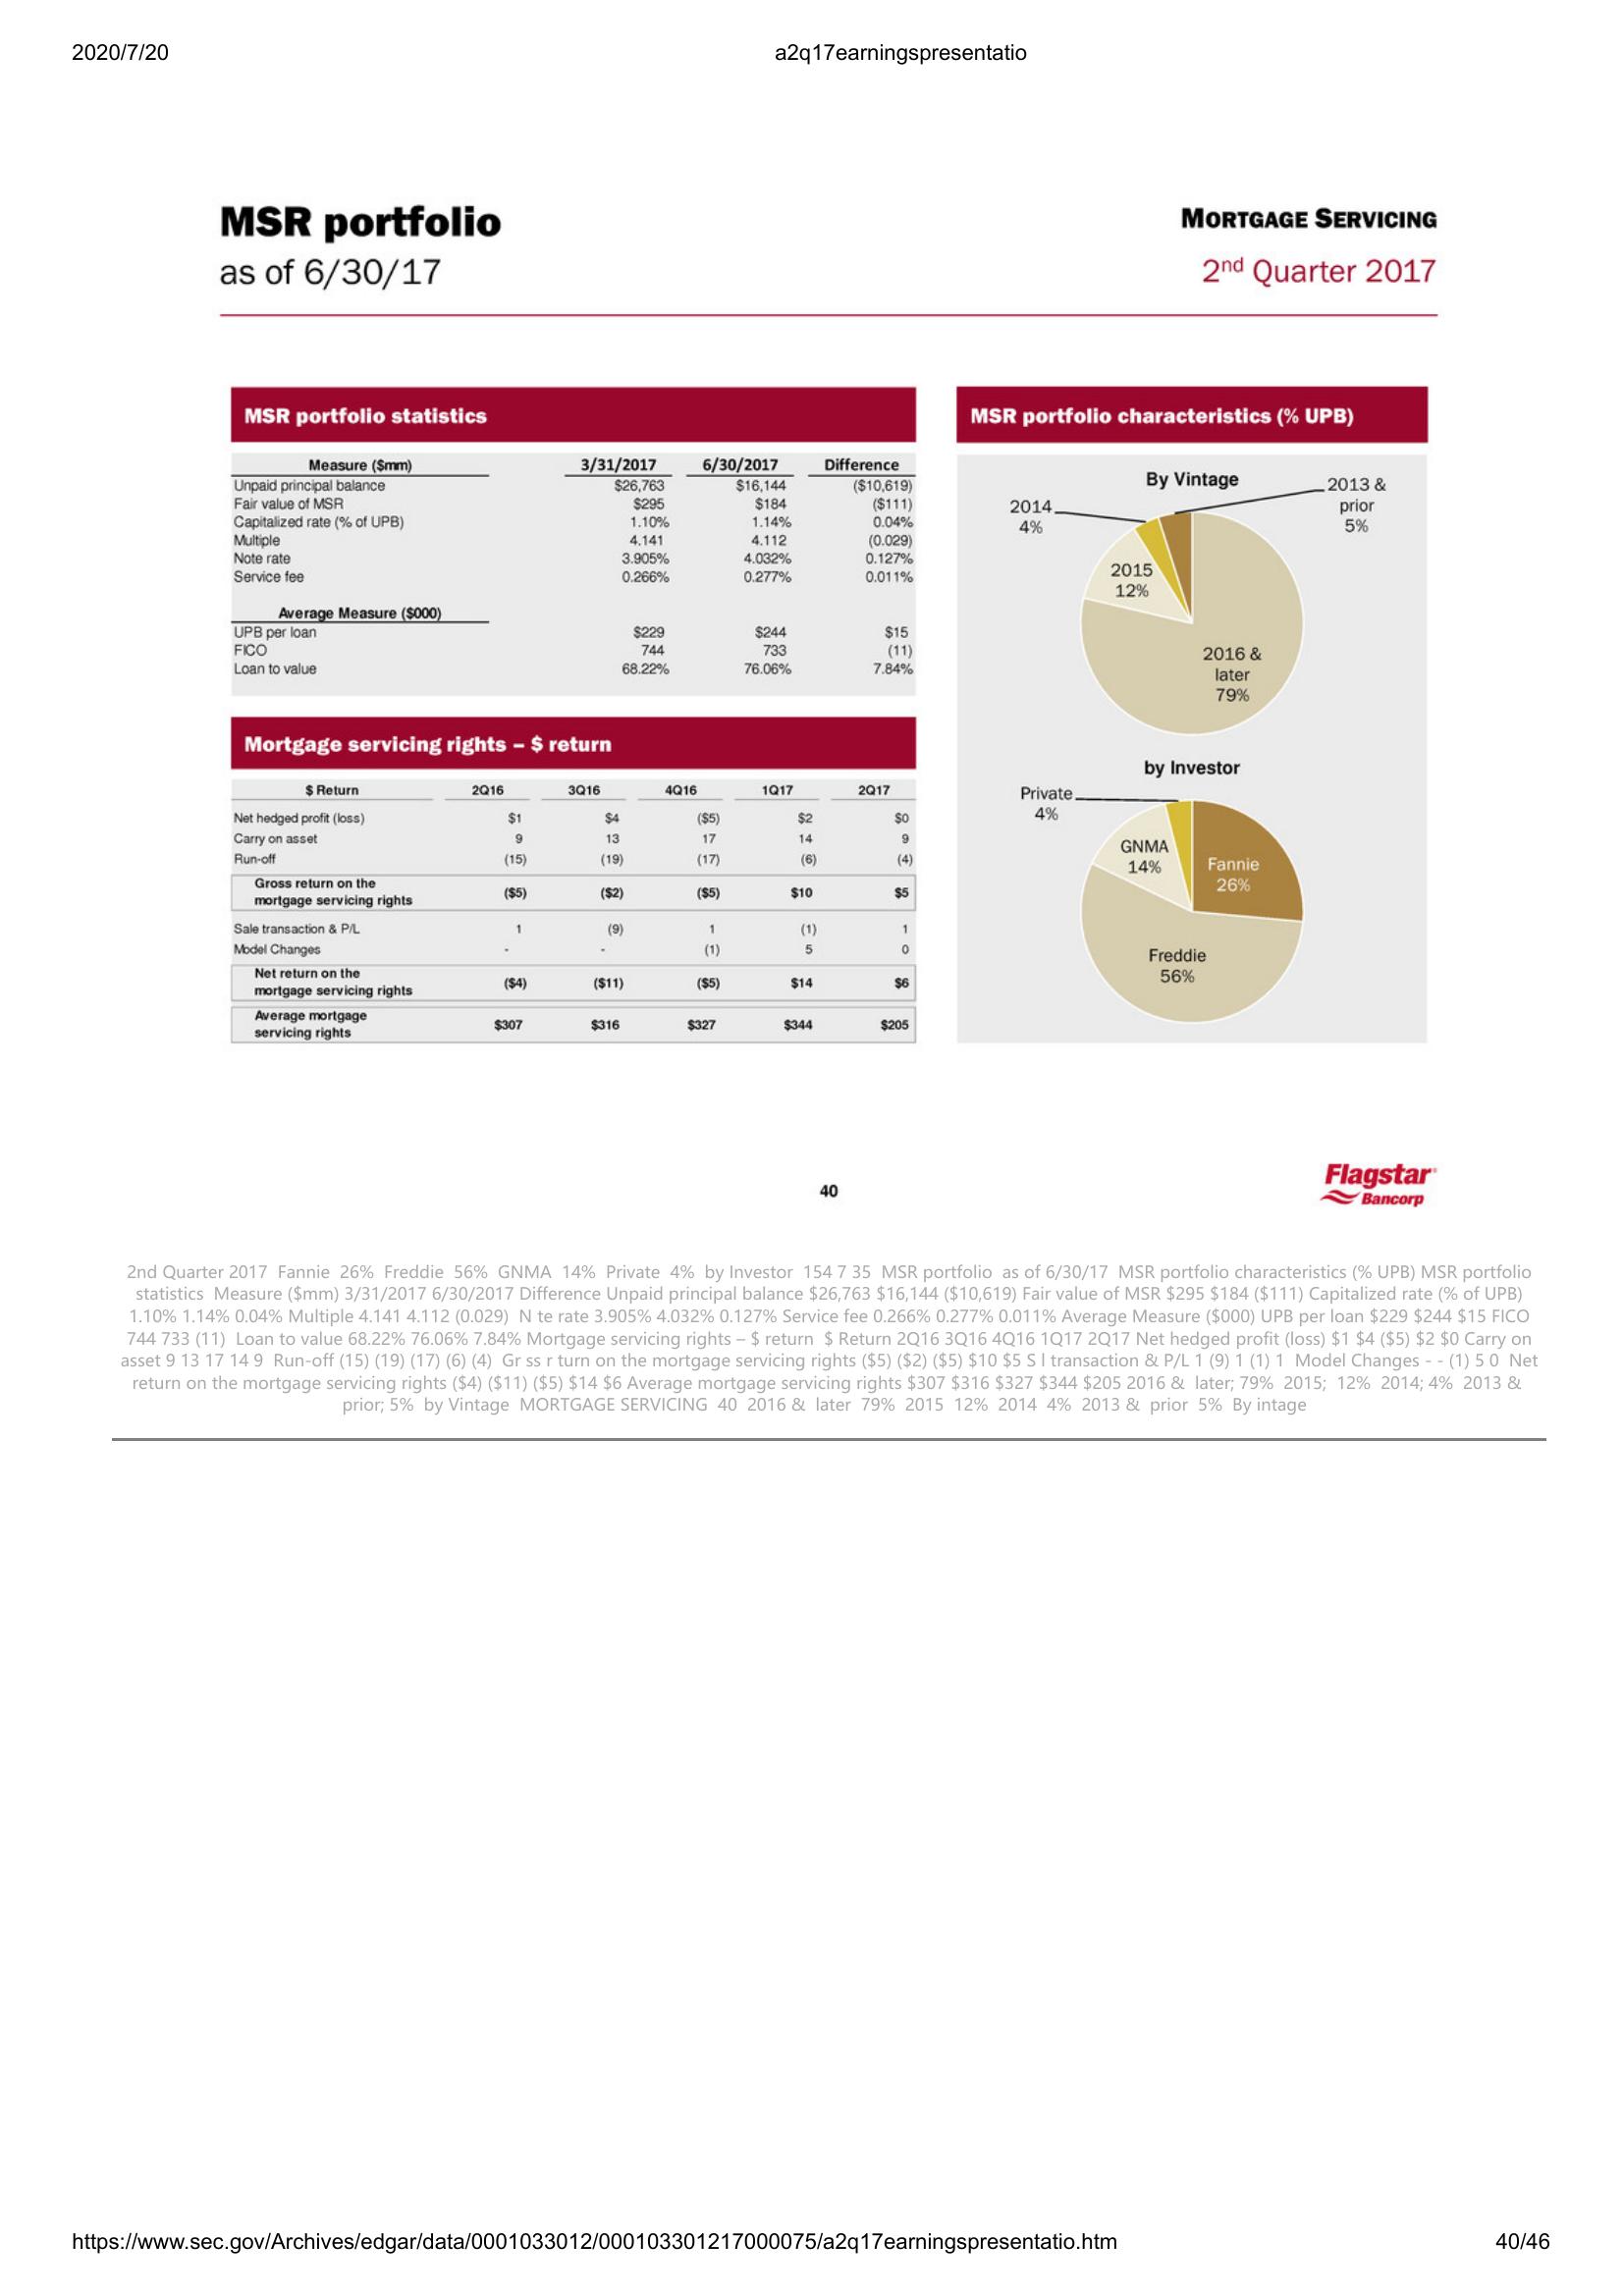 2020/7/20 a2q17earningspresentatio
MSR portfolio
as of 6/30/17
MORTGAGE SERVICING
2nd Quarter 2017
MSR portfolio statistics
Measure ($mm) 3/31/2017 6/30/2017 Difference
Unpaid principal balance $26,763 $16,144 ($10,619)
Fair value of MSR $295 $184 ($111)
Capitalized rate (% of UPB) 1.10% 1.14% 0.04%
Multiple 4.141 4.112 (0.029)
Note rate 3.905% 4.032% 0.127%
Service fee 0.266% 0.277% 0.011%
Average Measure ($000)
UPB per loan $229 $244 $15
FICO 744 733 (11)
Loan to value 68.22% 76.06% 7.84%
Mortgage servicing rights – $ return
$ Return 2Q16 3Q16 4Q16 1Q17 2Q17
Net hedged profit (loss) $1 $4 ($5) $2 $0
Carry on asset 9 13 17 14 9
Run-off (15) (19) (17) (6) (4)
Gross return on the
mortgage servicing rights ($5) ($2) ($5) $10 $5
Sale transaction & P/L 1 (9) 1 (1) 1
Model Changes - - (1) 5 0
Net return on the
mortgage servicing rights ($4) ($11) ($5) $14 $6
Average mortgage
servicing rights $307 $316 $327 $344 $205
MSR portfolio characteristics (% UPB)
By Vintage
2013 &
prior
5%
2014
4%
2015
12%
2016 &
later
79%
by Investor
Private
4%
GNMA
14%
Fannie
26%
Freddie
56%
40
Flagstar
Bancorp
2nd Quarter 2017 Fannie 26% Freddie 56% GNMA 14% Private 4% by Investor 154 7 35 MSR portfolio as of 6/30/17 MSR portfolio characteristics (% UPB) MSR portfolio
statistics Measure ($mm) 3/31/2017 6/30/2017 Difference Unpaid principal balance $26,763 $16,144 ($10,619) Fair value of MSR $295 $184 ($111) Capitalized rate (% of UPB)
1.10% 1.14% 0.04% Multiple 4.141 4.112 (0.029) N te rate 3.905% 4.032% 0.127% Service fee 0.266% 0.277% 0.011% Average Measure ($000) UPB per loan $229 $244 $15 FICO
744 733 (11) Loan to value 68.22% 76.06% 7.84% Mortgage servicing rights – $ return $ Return 2Q16 3Q16 4Q16 1Q17 2Q17 Net hedged profit (loss) $1 $4 ($5) $2 $0 Carry on
asset 9 13 17 14 9 Run-off (15) (19) (17) (6) (4) Gr ss r turn on the mortgage servicing rights ($5) ($2) ($5) $10 $5 S l transaction & P/L 1 (9) 1 (1) 1 Model Changes - - (1) 5 0 Net
return on the mortgage servicing rights ($4) ($11) ($5) $14 $6 Average mortgage servicing rights $307 $316 $327 $344 $205 2016 & later; 79% 2015; 12% 2014; 4% 2013 &
prior; 5% by Vintage MORTGAGE SERVICING 40 2016 & later 79% 2015 12% 2014 4% 2013 & prior 5% By intage
https://www.sec.gov/Archives/edgar/data/0001033012/000103301217000075/a2q17earningspresentatio.htm 40/46